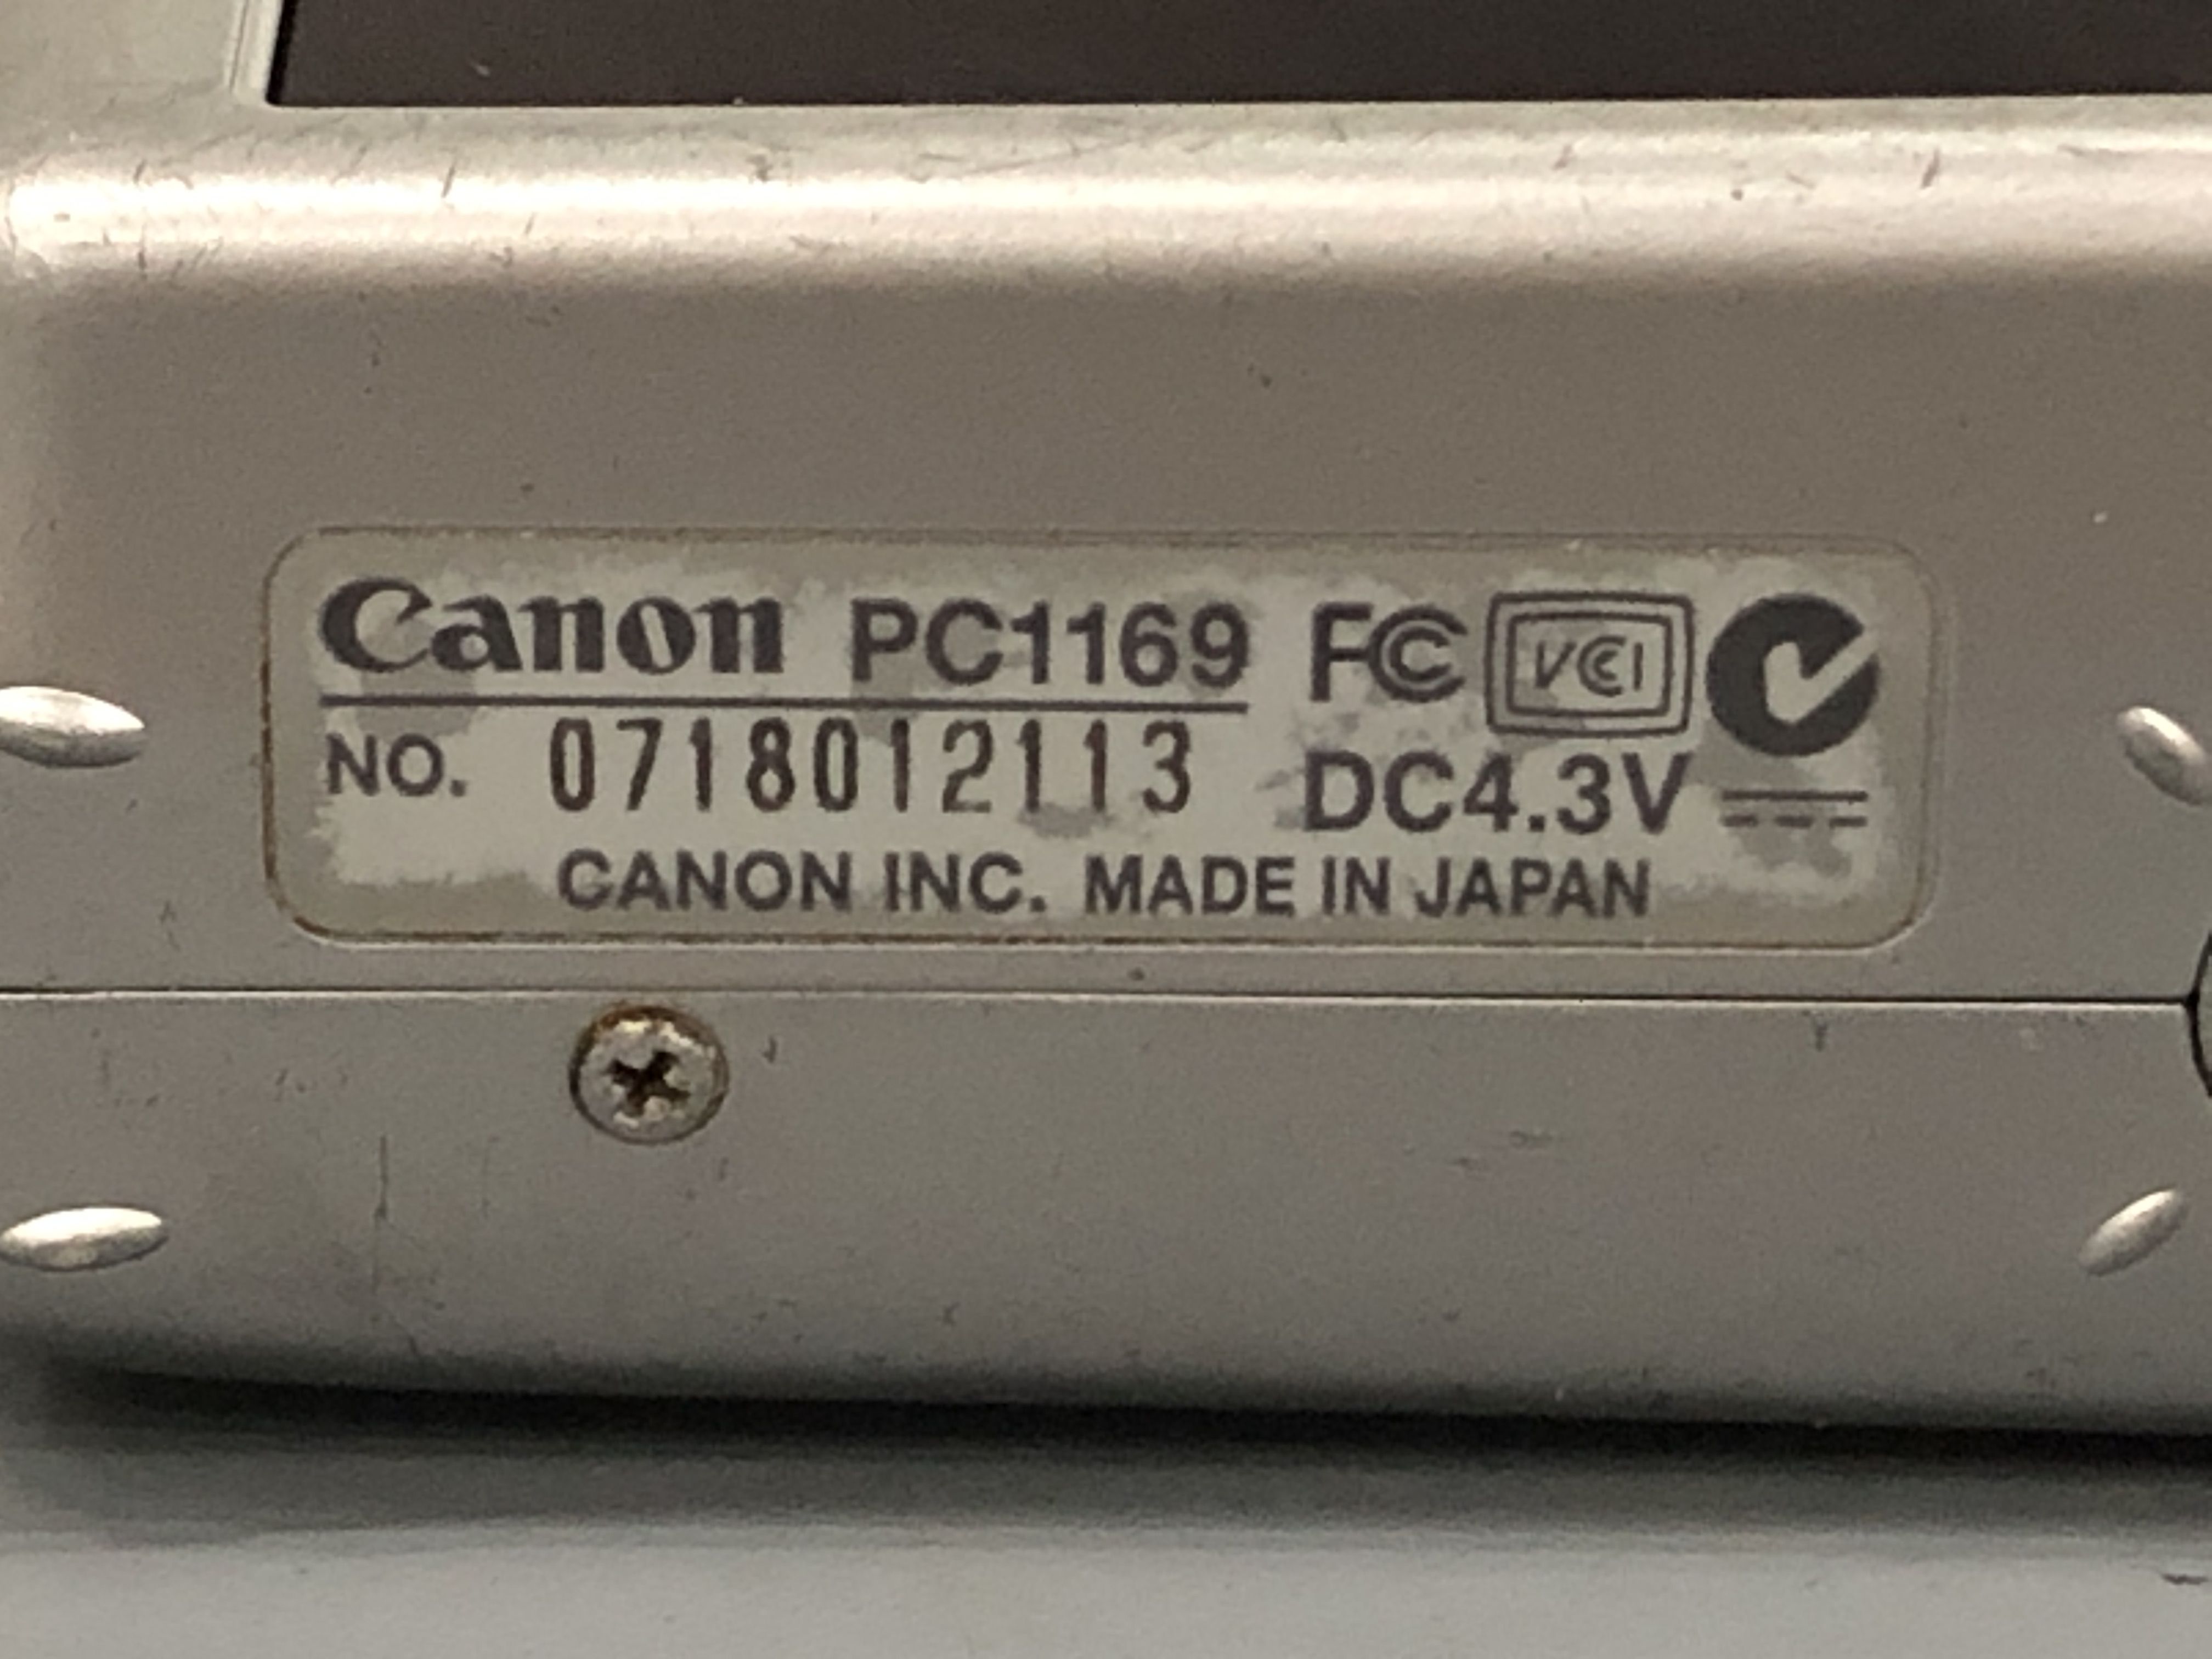 Canon PC1169 FC VCI
NO. 0718012113 DC4.3V
CANON INC. MADE IN JAPAN